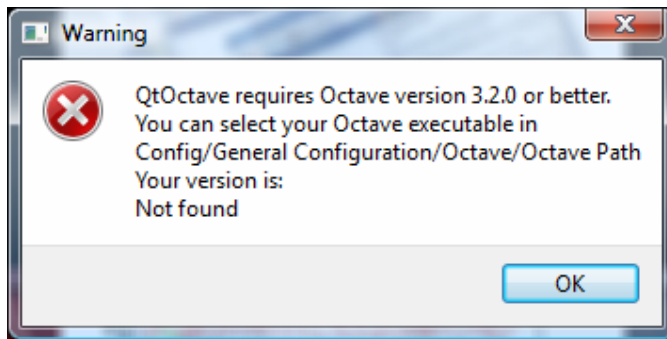 Warning
QtOctave requires Octave version 3.2.0 or better.
You can select your Octave executable in
Config/General Configuration/Octave/Octave Path
Your version is:
Not found
OK